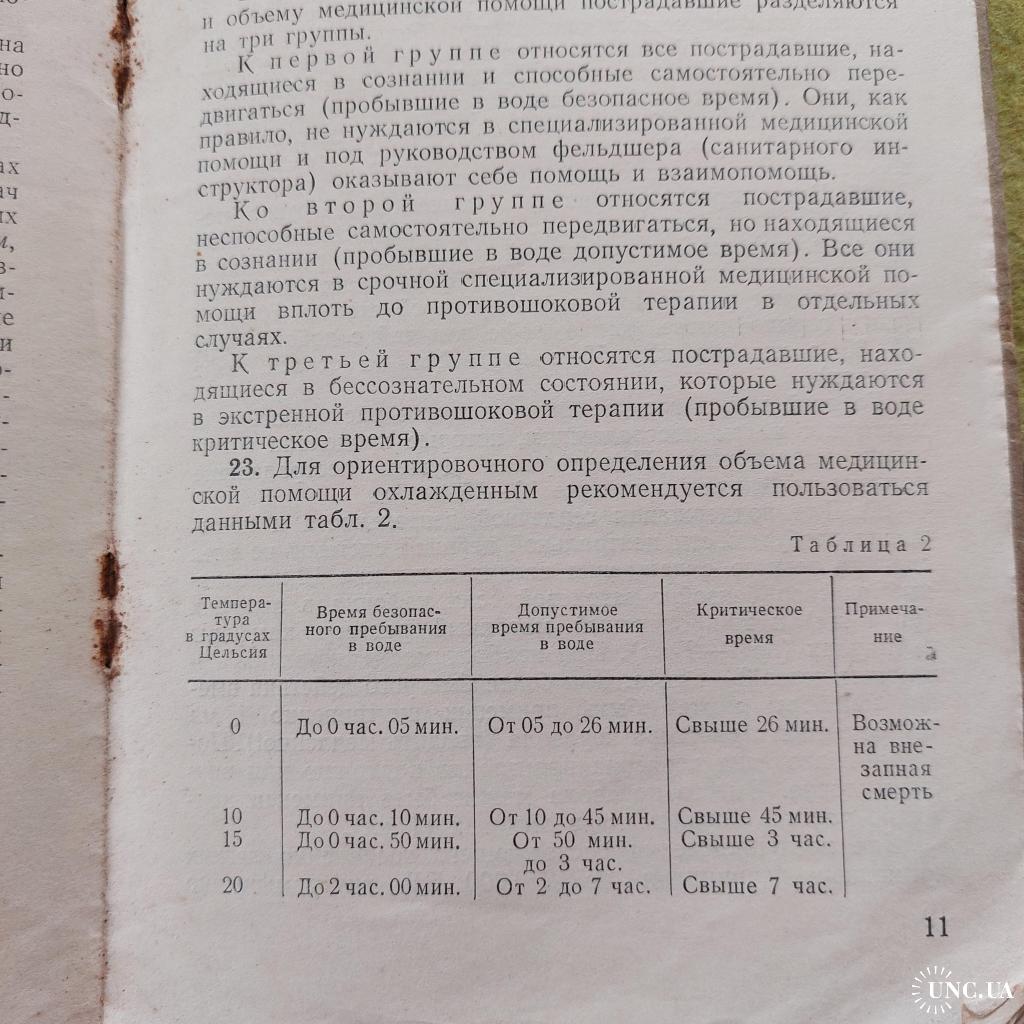 и объему медицинской помощи пострадавшие разделяются
на три группы.
К первой группе относятся все пострадавшие, на-
ходящиеся в сознании и способные самостоятельно пере-
двигаться (пробывшие в воде безопасное время). Они, как
правило, не нуждаются в специализированной медицинской
помощи и под руководством фельдшера (санитарного ин-
структора) оказывают себе помощь и взаимопомощь.
Ко второй группе относятся пострадавшие,
неспособные самостоятельно передвигаться, но находящиеся
в сознании (пробывшие в воде допустимое время). Все они
нуждаются в срочной специализированной медицинской по-
мощи вплоть до противошоковой терапии в отдельных
случаях.
К третьей группе относятся пострадавшие, нахо-
дящиеся в бессознательном состоянии, которые нуждаются
в экстренной противошоковой терапии (пробывшие в воде
критическое время).
23. Для ориентировочного определения объема медицин-
ской помощи охлажденным рекомендуется пользоваться
данными табл. 2.
Таблица 2
Темпера-
тура
в градусах
Цельсия
Время безопас-
ного пребывания
в воде
Допустимое
время пребывания
в воде
Критическое
время
Примеча-
ние
0 До 0 час. 05 мин. От 05 до 26 мин. Свыше 26 мин. Возмож-
на вне-
запная
смерть
10 До 0 час. 10 мин. От 10 до 45 мин. Свыше 45 мин.
15 До 0 час. 50 мин. От 50 мин. Свыше 3 час.
до 3 час.
20 До 2 час. 00 мин. От 2 до 7 час. Свыше 7 час.
11
UNC.UA